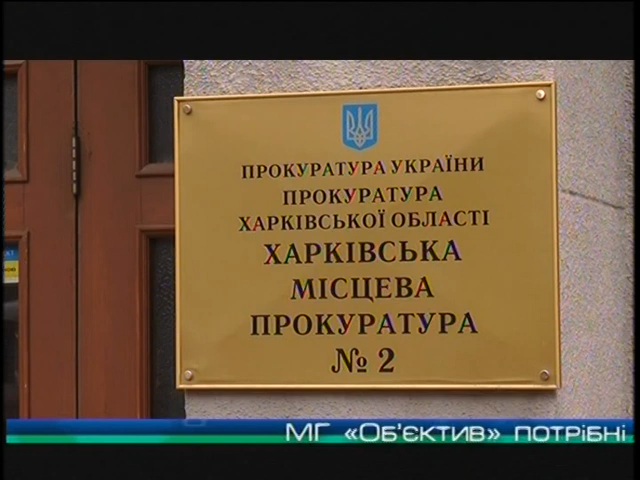 ПРОКУРАТУРА УКРАЇНИ
ПРОКУРАТУРА
ХАРКІВСЬКОЇ ОБЛАСТІ
ХАРКІВСЬКА
МІСЦЕВА
ПРОКУРАТУРА
№ 2
МГ «ОБ'ЄКТИВ» ПОТРІБНІ